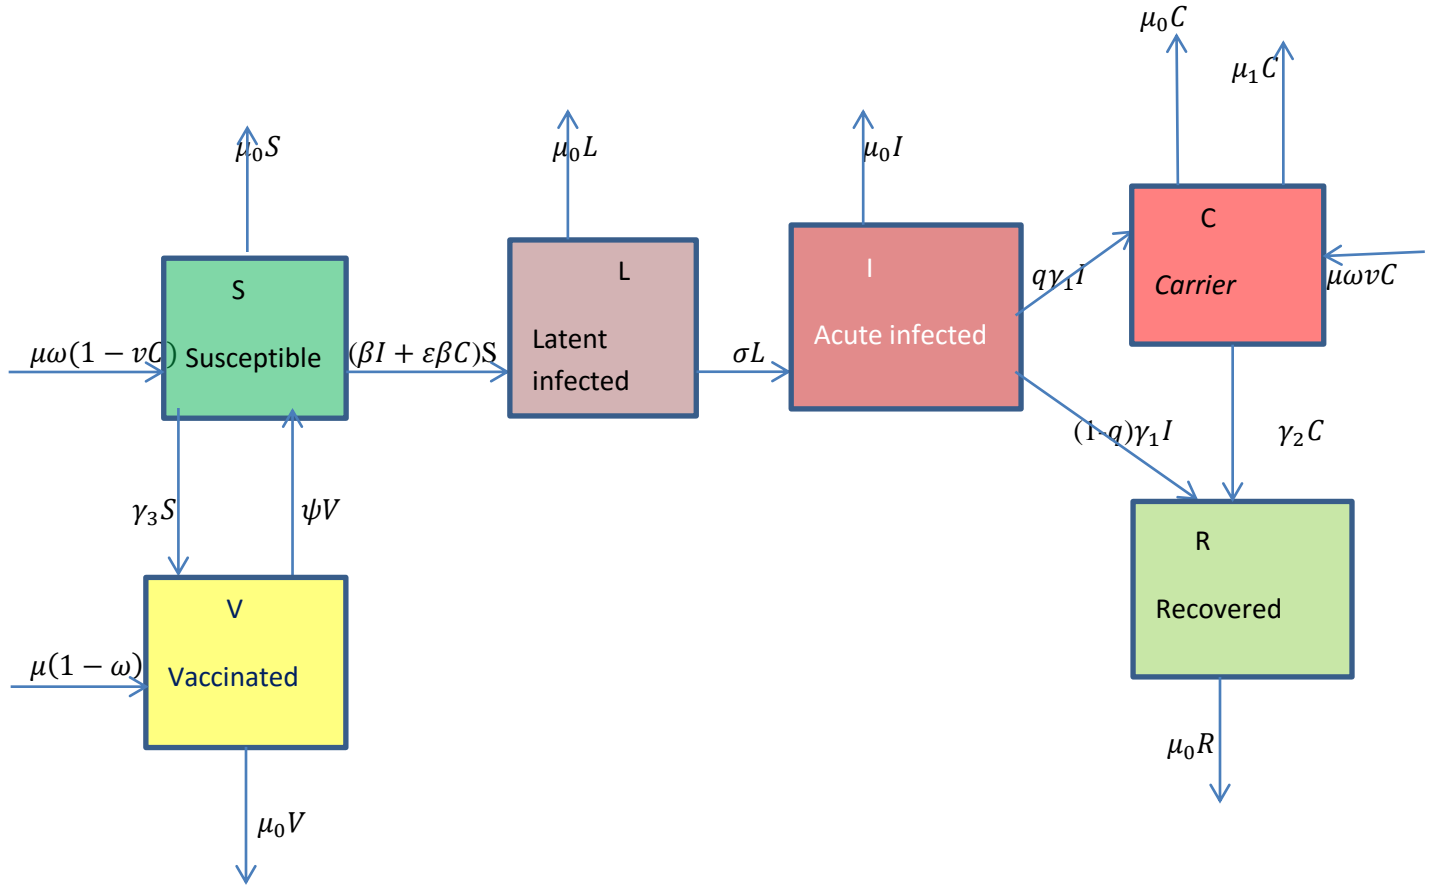 μ₀C
μ₁C
μ₀S
μ₀L
μ₀I
S
Susceptible
L
Latent
infected
I
Acute infected
C
Carrier
μω(1 − νC)
(βI + εβC)S
σL
qγ₁I
μωνC
(1-q)γ₁I
γ₂C
γ₃S
ψV
R
Recovered
V
Vaccinated
μ(1 − ω)
μ₀R
μ₀V